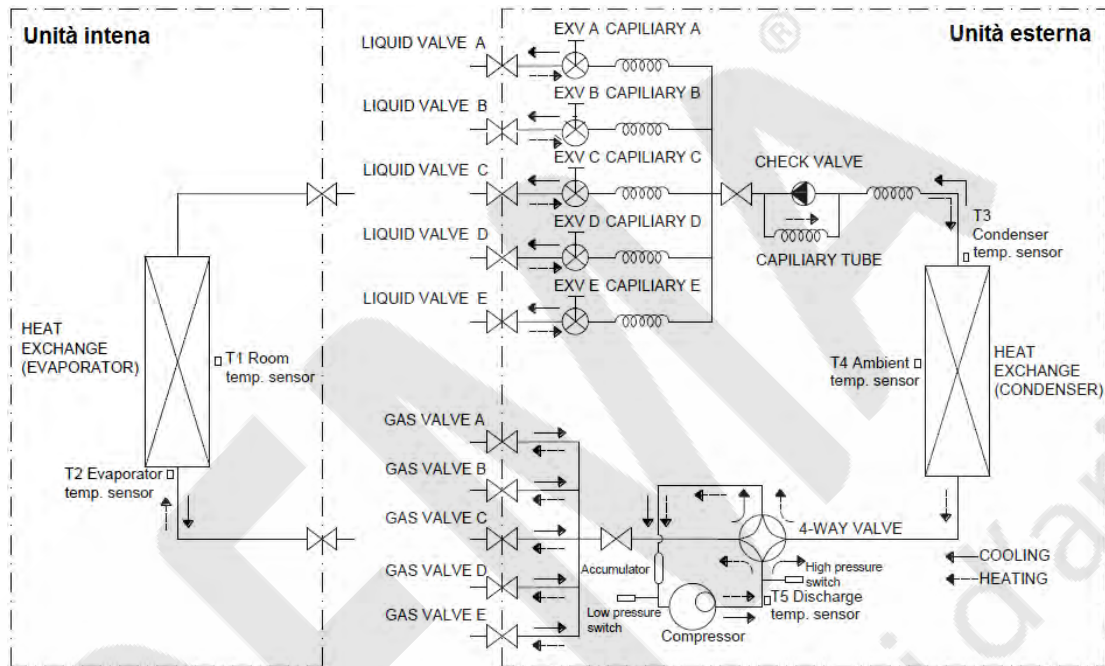 Unità intena
Unità esterna
LIQUID VALVE A
EXV A CAPILIARY A
LIQUID VALVE B
EXV B CAPILIARY B
LIQUID VALVE C
EXV C CAPILIARY C
LIQUID VALVE D
EXV D CAPILIARY D
LIQUID VALVE E
EXV E CAPILIARY E
CHECK VALVE
CAPILIARY TUBE
T3
Condenser
temp. sensor
HEAT
EXCHANGE
(EVAPORATOR)
T1 Room
temp. sensor
T4 Ambient
temp. sensor
HEAT
EXCHANGE
(CONDENSER)
T2 Evaporator
temp. sensor
GAS VALVE A
GAS VALVE B
GAS VALVE C
GAS VALVE D
GAS VALVE E
4-WAY VALVE
Accumulator
High pressure
switch
Low pressure
switch
T5 Discharge
temp. sensor
Compressor
COOLING
HEATING
®